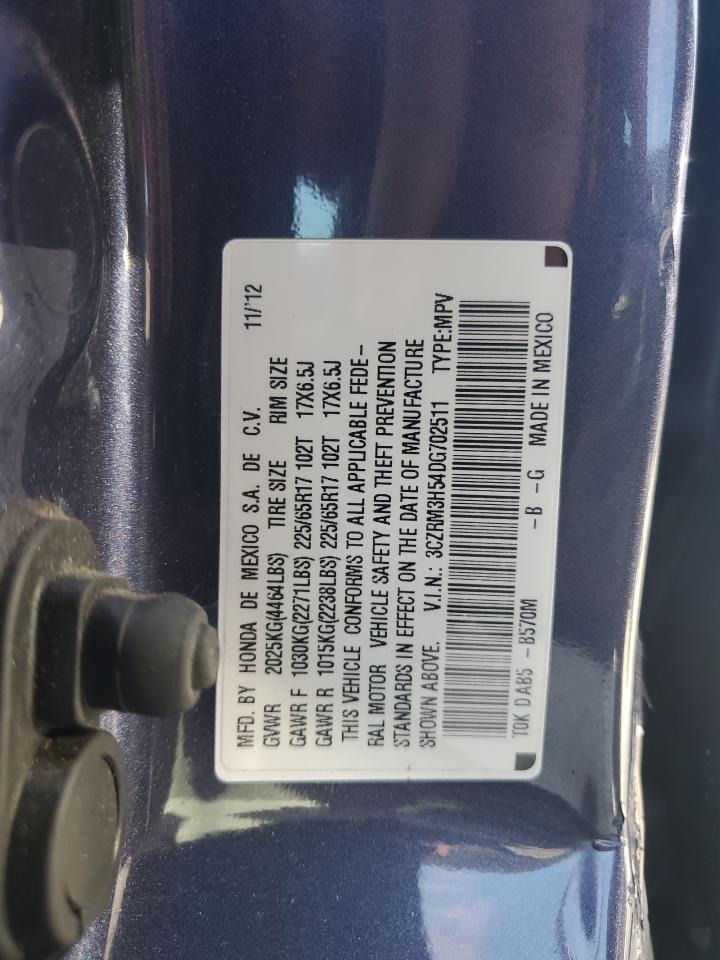 MFD. BY HONDA DE MEXICO S.A. DE C.V. 11/'12
GVWR 2025KG(4464LBS) TIRE SIZE RIM SIZE
GAWR F 1030KG(2271LBS) 225/65R17 102T 17X6.5J
GAWR R 1015KG(2238LBS) 225/65R17 102T 17X6.5J
THIS VEHICLE CONFORMS TO ALL APPLICABLE FEDE-
RAL MOTOR VEHICLE SAFETY AND THEFT PREVENTION
STANDARDS IN EFFECT ON THE DATE OF MANUFACTURE
SHOWN ABOVE. V.I.N.: 3CZRM3H54DG702511 TYPE:MPV
T0K D AB5 -B570M -B -G MADE IN MEXICO